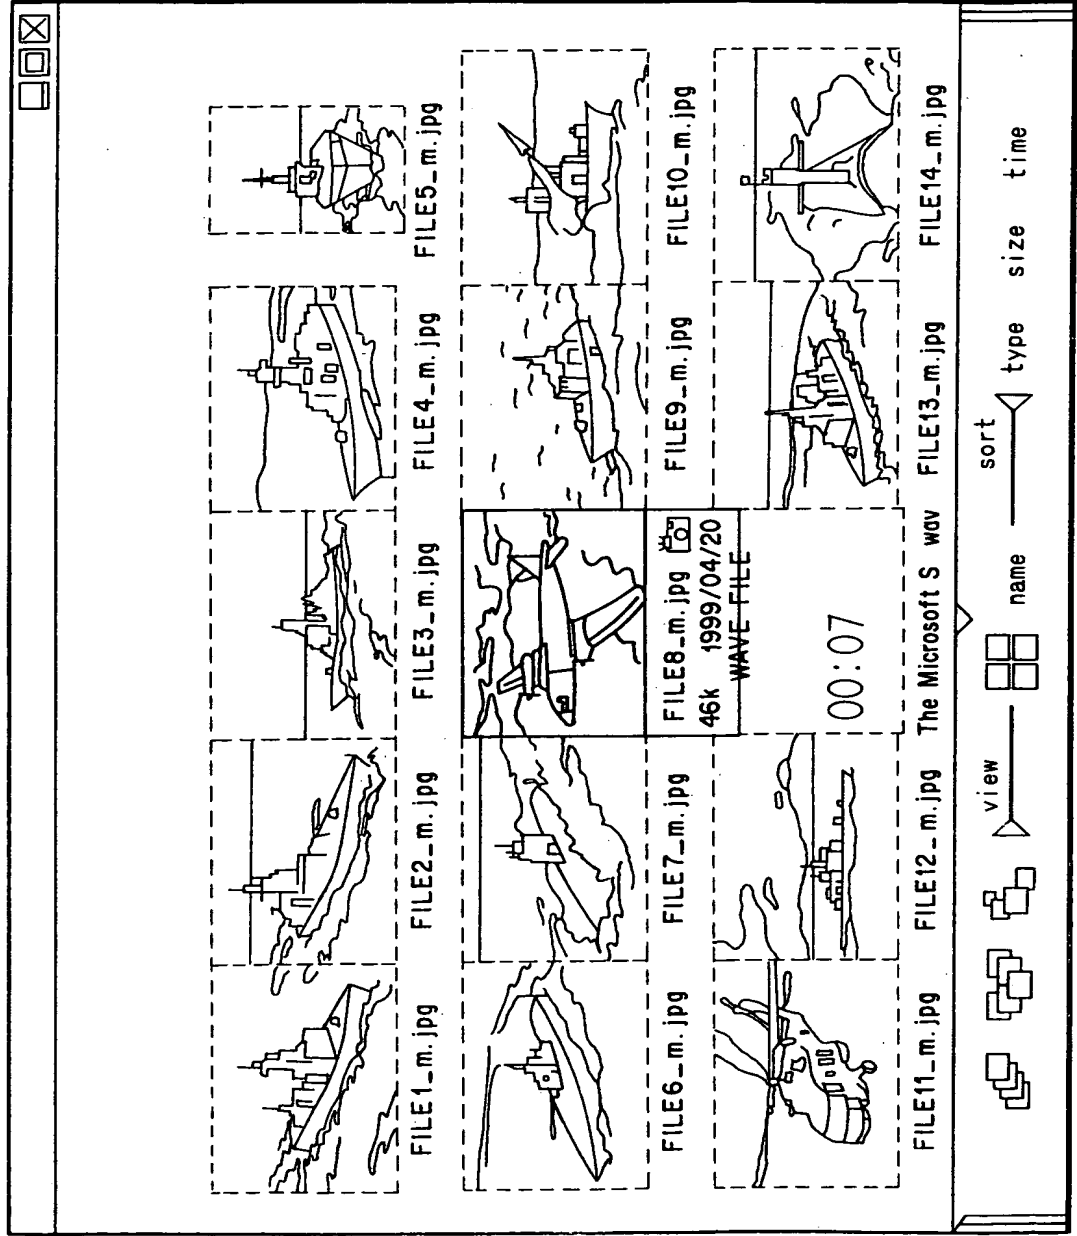 FILE1_m.jpg
FILE2_m.jpg
FILE3_m.jpg
FILE4_m.jpg
FILE5_m.jpg
FILE6_m.jpg
FILE7_m.jpg
FILE8_m.jpg
46k 1999/04/20
WAVE FILE
FILE9_m.jpg
FILE10_m.jpg
00:07
FILE11_m.jpg
FILE12_m.jpg
The Microsoft S wav
FILE13_m.jpg
FILE14_m.jpg
view
sort
name
type
size
time